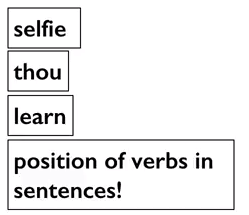 selfie
thou
learn
position of verbs in
sentences!